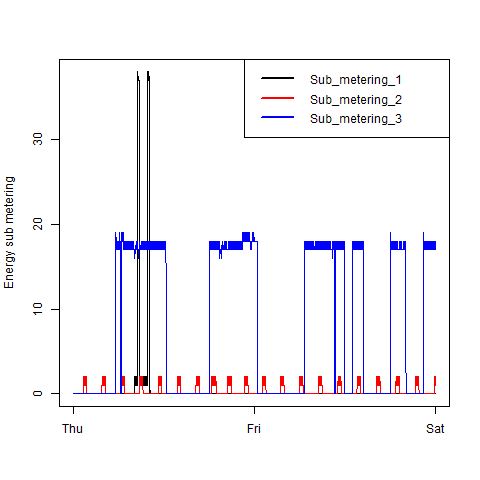 Sub_metering_1
Sub_metering_2
Sub_metering_3
Energy sub metering
30
20
10
0
Thu Fri Sat